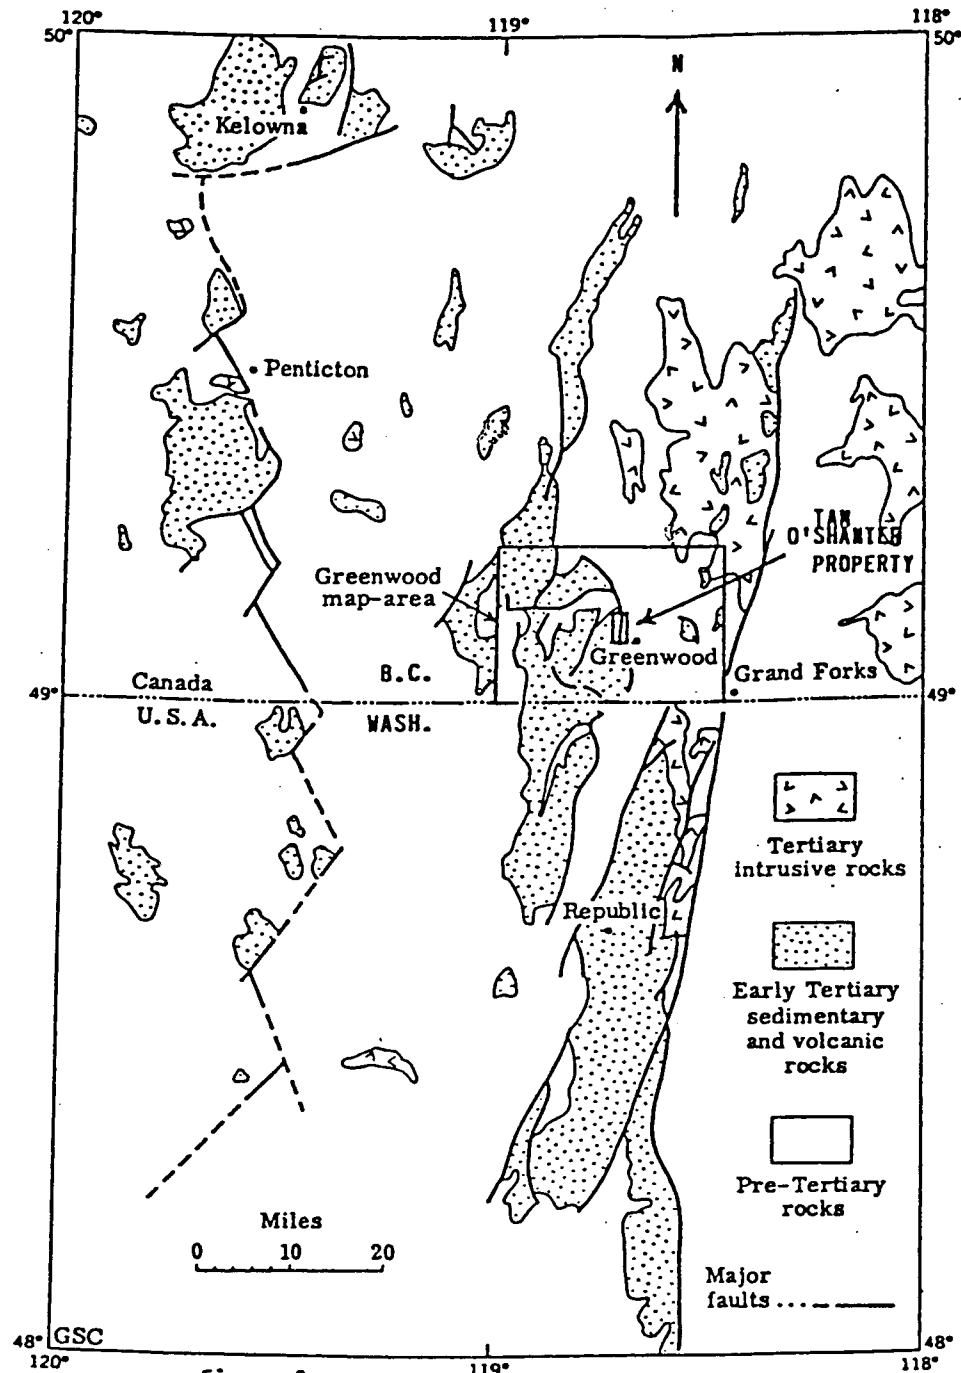 120°
119°
118°
50°
50°
N
Kelowna
Penticton
TAM
O'SHANTER
PROPERTY
Greenwood
map-area
Greenwood
Grand Forks
B.C.
Canada
49°
49°
U.S.A.
WASH.
Tertiary
intrusive rocks
Republic
Early Tertiary
sedimentary
and volcanic
rocks
Pre-Tertiary
rocks
Miles
0 10 20
Major
faults
48°
GSC
48°
120°
119°
118°